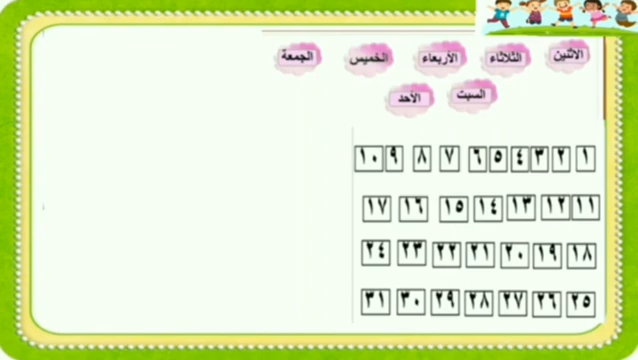 الاثنين الثلاثاء الأربعاء الخميس الجمعة
السبت الأحد
١ ٢ ٣ ٤ ٥ ٦ ٧ ٨ ٩ ١٠
١١ ١٢ ١٣ ١٤ ١٥ ١٦ ١٧
١٨ ١٩ ٢٠ ٢١ ٢٢ ٢٣ ٢٤
٢٥ ٢٦ ٢٧ ٢٨ ٢٩ ٣٠ ٣١